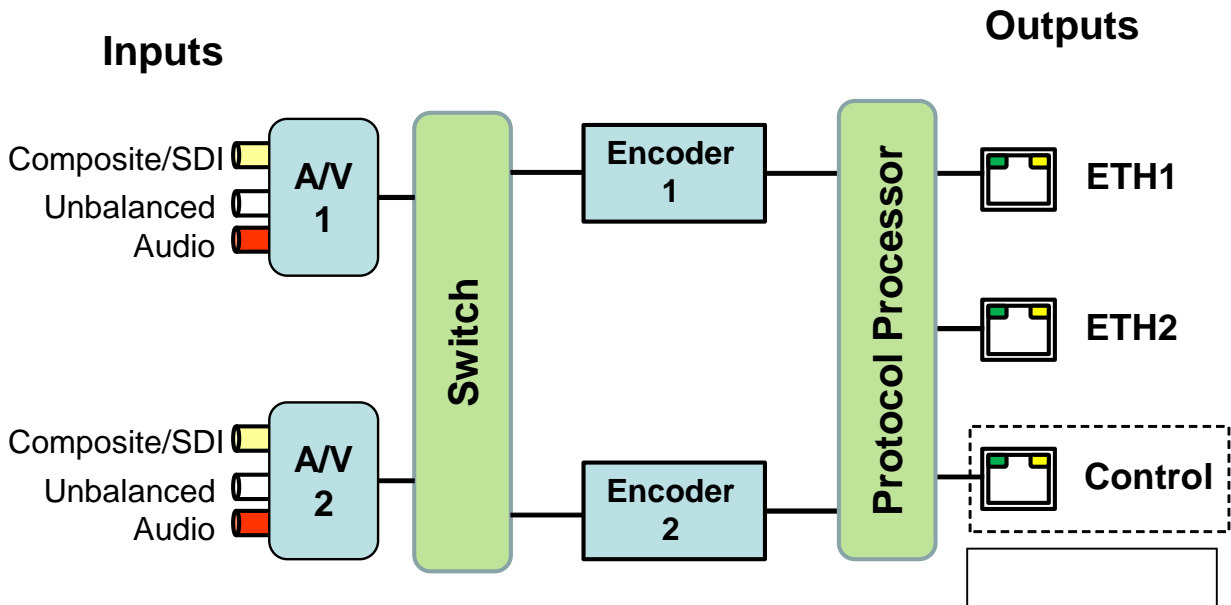 Inputs
Outputs
Composite/SDI
Unbalanced
Audio
A/V
1
Switch
Encoder
1
Protocol Processor
ETH1
ETH2
Composite/SDI
Unbalanced
Audio
A/V
2
Encoder
2
Control